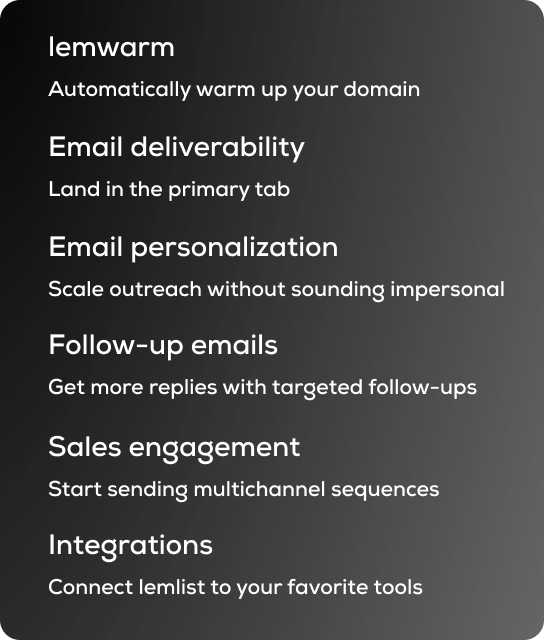 lemwarm
Automatically warm up your domain
Email deliverability
Land in the primary tab
Email personalization
Scale outreach without sounding impersonal
Follow-up emails
Get more replies with targeted follow-ups
Sales engagement
Start sending multichannel sequences
Integrations
Connect lemlist to your favorite tools